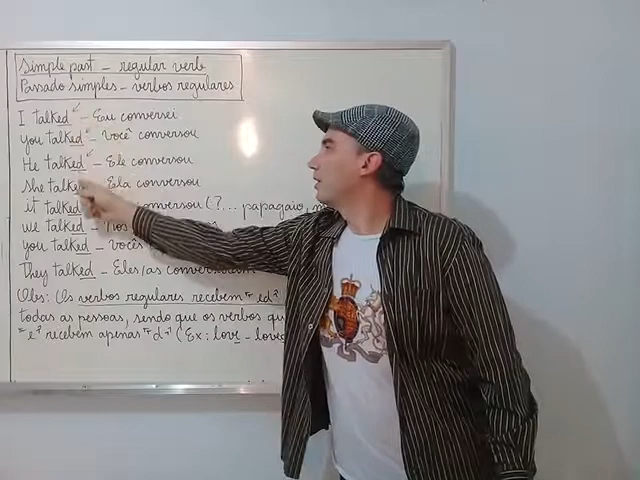 Simple past – regular verb
Passado simples – verbos regulares
I talked – Eu conversei
you talked – você conversou
He talked – Ele conversou
She talke Ela conversou
it talked conversou (?... papagaio,
we talked – Nós
you talked – vocês
They talked – Eles/as conversaram
Obs: Os verbos regulares recebem "ed"
todas as pessoas, sendo que os verbos qu
"e" recebem apenas "d" (Ex: love – loved